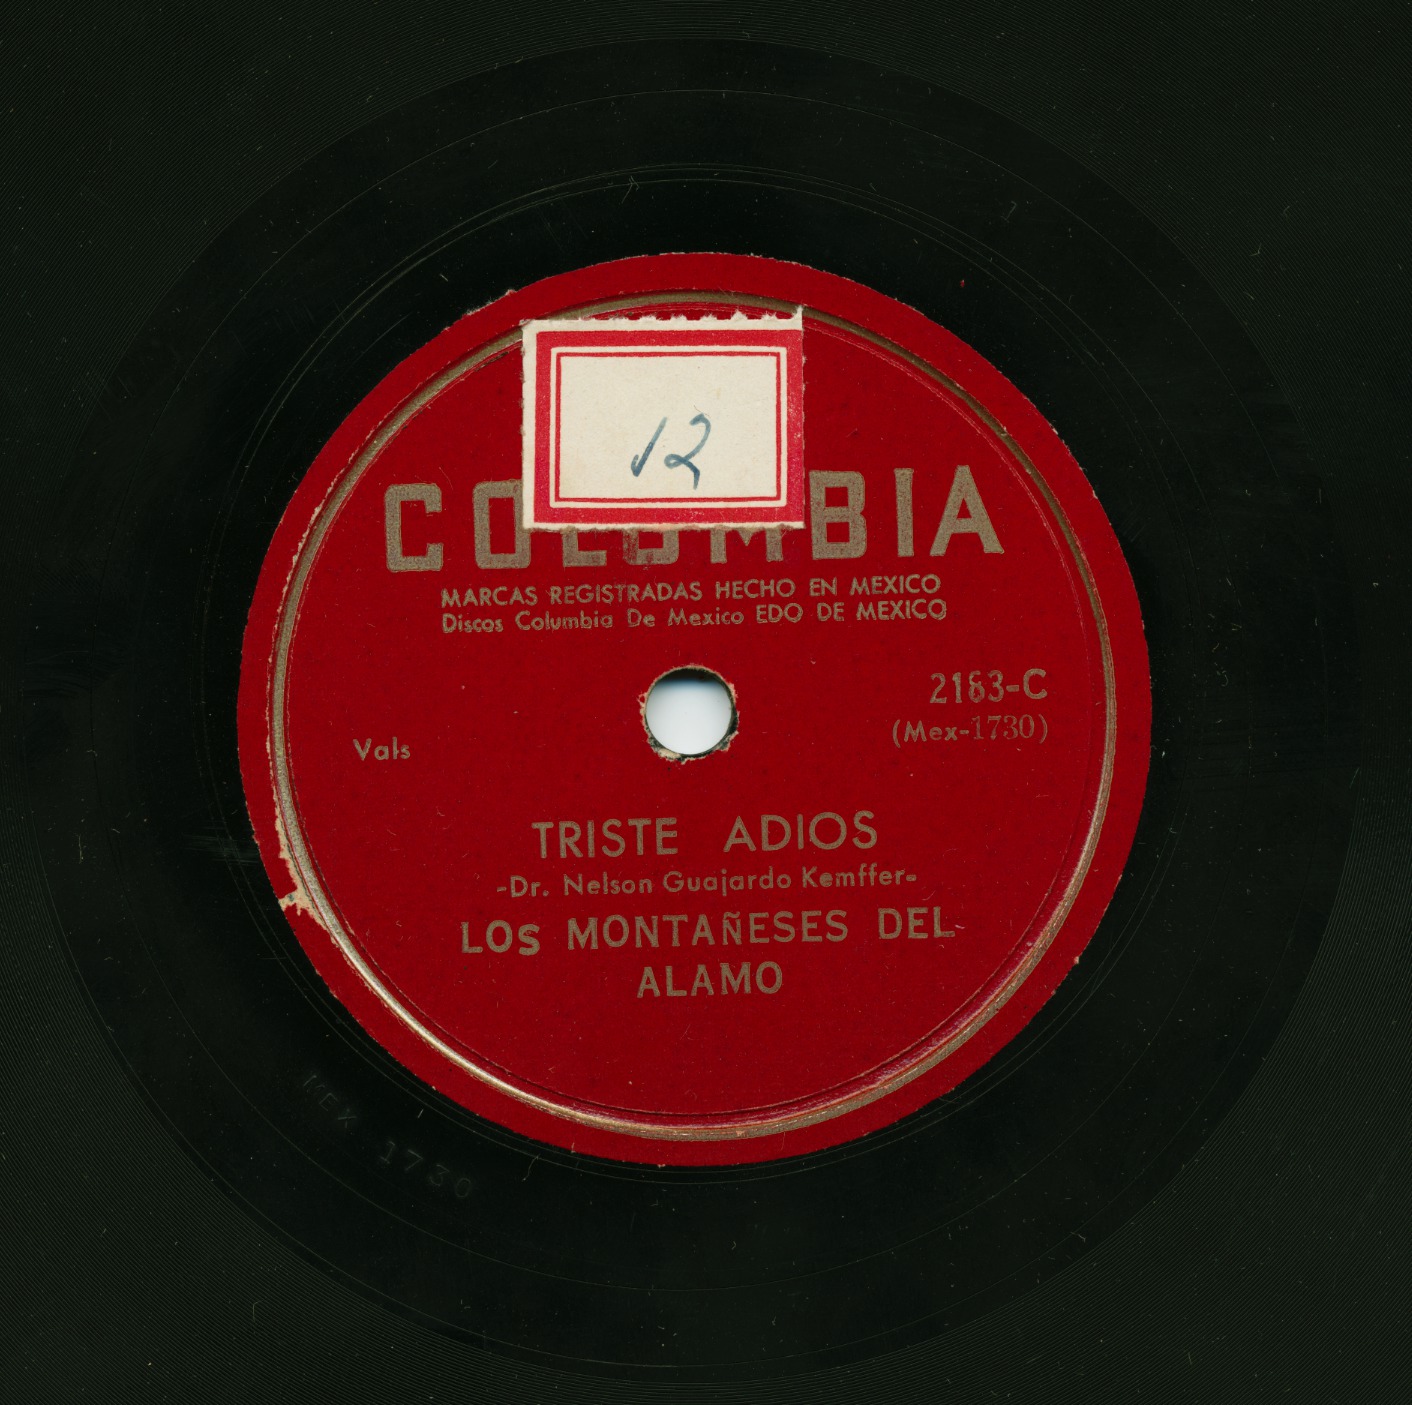 12
COLUMBIA
MARCAS REGISTRADAS HECHO EN MEXICO
Discos Columbia De Mexico EDO DE MEXICO
2183-C
(Mex-1730)
Vals
TRISTE ADIOS
-Dr. Nelson Guajardo Kemffer-
LOS MONTAÑESES DEL
ALAMO
MEX 1730